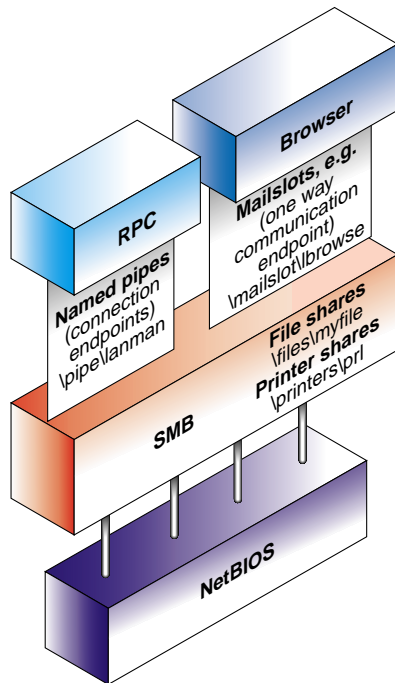 Browser
Mailslots, e.g.
(one way
communication
endpoint)
\mailslot\lbrowse
RPC
Named pipes
(connection
endpoints)
\pipe\lanman
File shares
\files\myfile
Printer shares
\printers\prl
SMB
NetBIOS